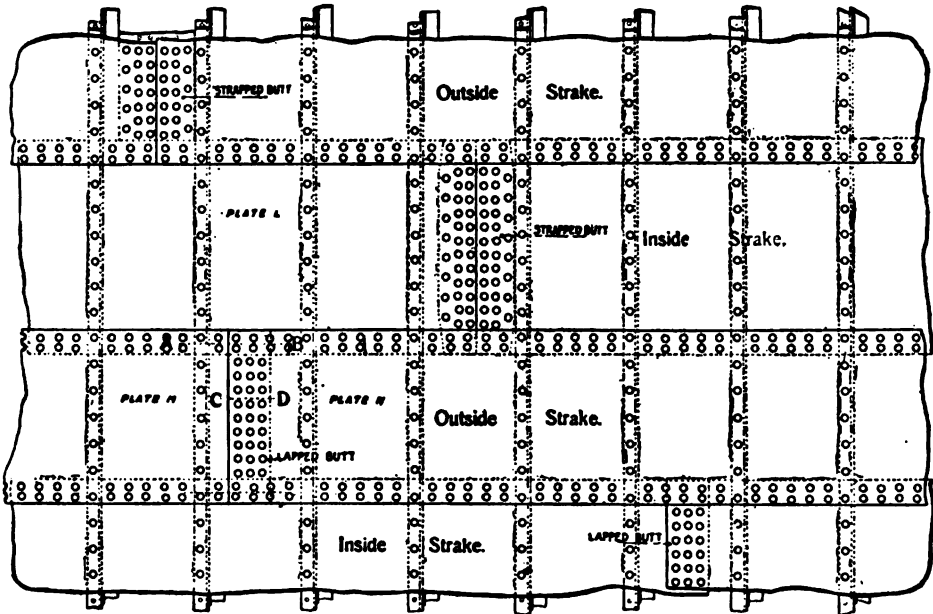 STRAPPED BUTT
Outside Strake.
PLATE L
STRAPPED BUTT
Inside Strake.
B
PLATE M
C
D
PLATE N
Outside Strake.
LAPPED BUTT
Inside Strake.
LAPPED BUTT